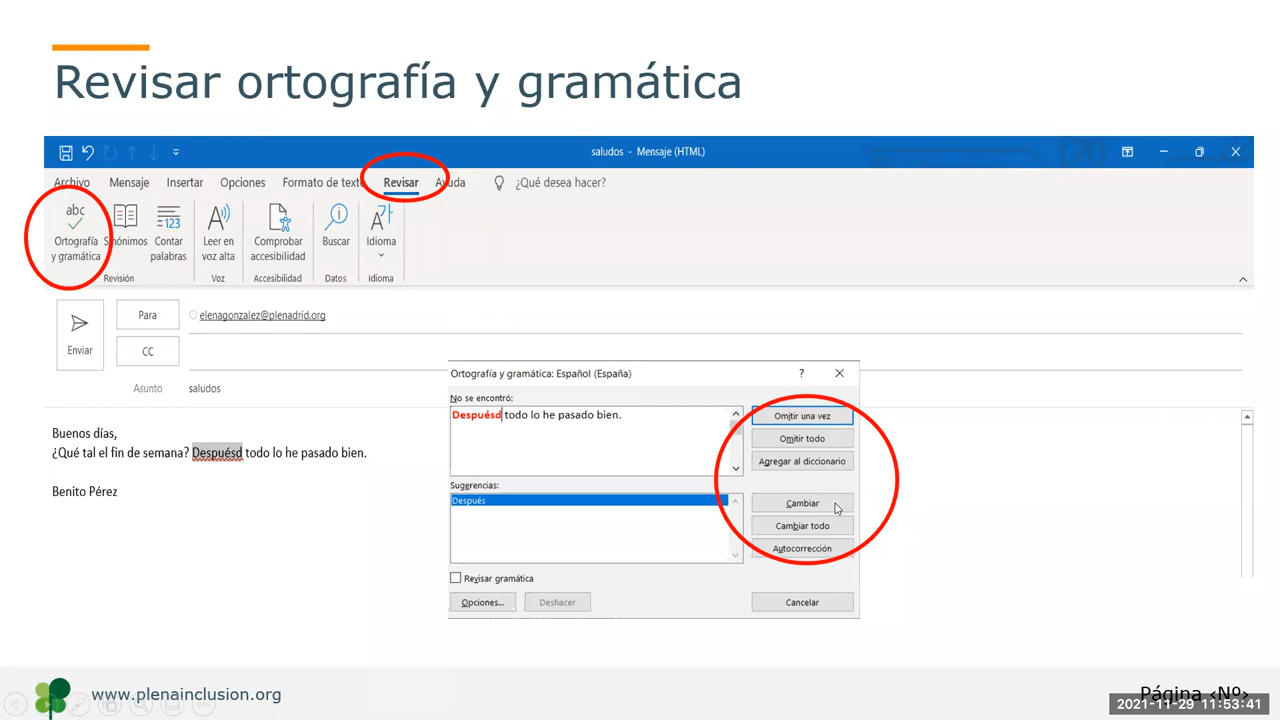 Revisar ortografía y gramática
saludos - Mensaje (HTML)
Archivo Mensaje Insertar Opciones Formato de texto Revisar Ayuda ¿Qué desea hacer?
abc
Ortografía y gramática
Sinónimos
123
Contar palabras
Leer en voz alta
Comprobar accesibilidad
Buscar
Idioma
Revisión Voz Accesibilidad Datos Idioma
Enviar
Para elenagonzalez@plenadrid.org
CC
Asunto saludos
Buenos días,
¿Qué tal el fin de semana? Despuésd todo lo he pasado bien.
Benito Pérez
Ortografía y gramática: Español (España) ?
No se encontró:
Despuésd todo lo he pasado bien.
Omitir una vez
Omitir todo
Agregar al diccionario
Sugerencias:
Después
Cambiar
Cambiar todo
Autocorrección
Revisar gramática
Opciones... Deshacer Cancelar
www.plenainclusion.org
Página ‹Nº›
2021-11-29 11:53:41